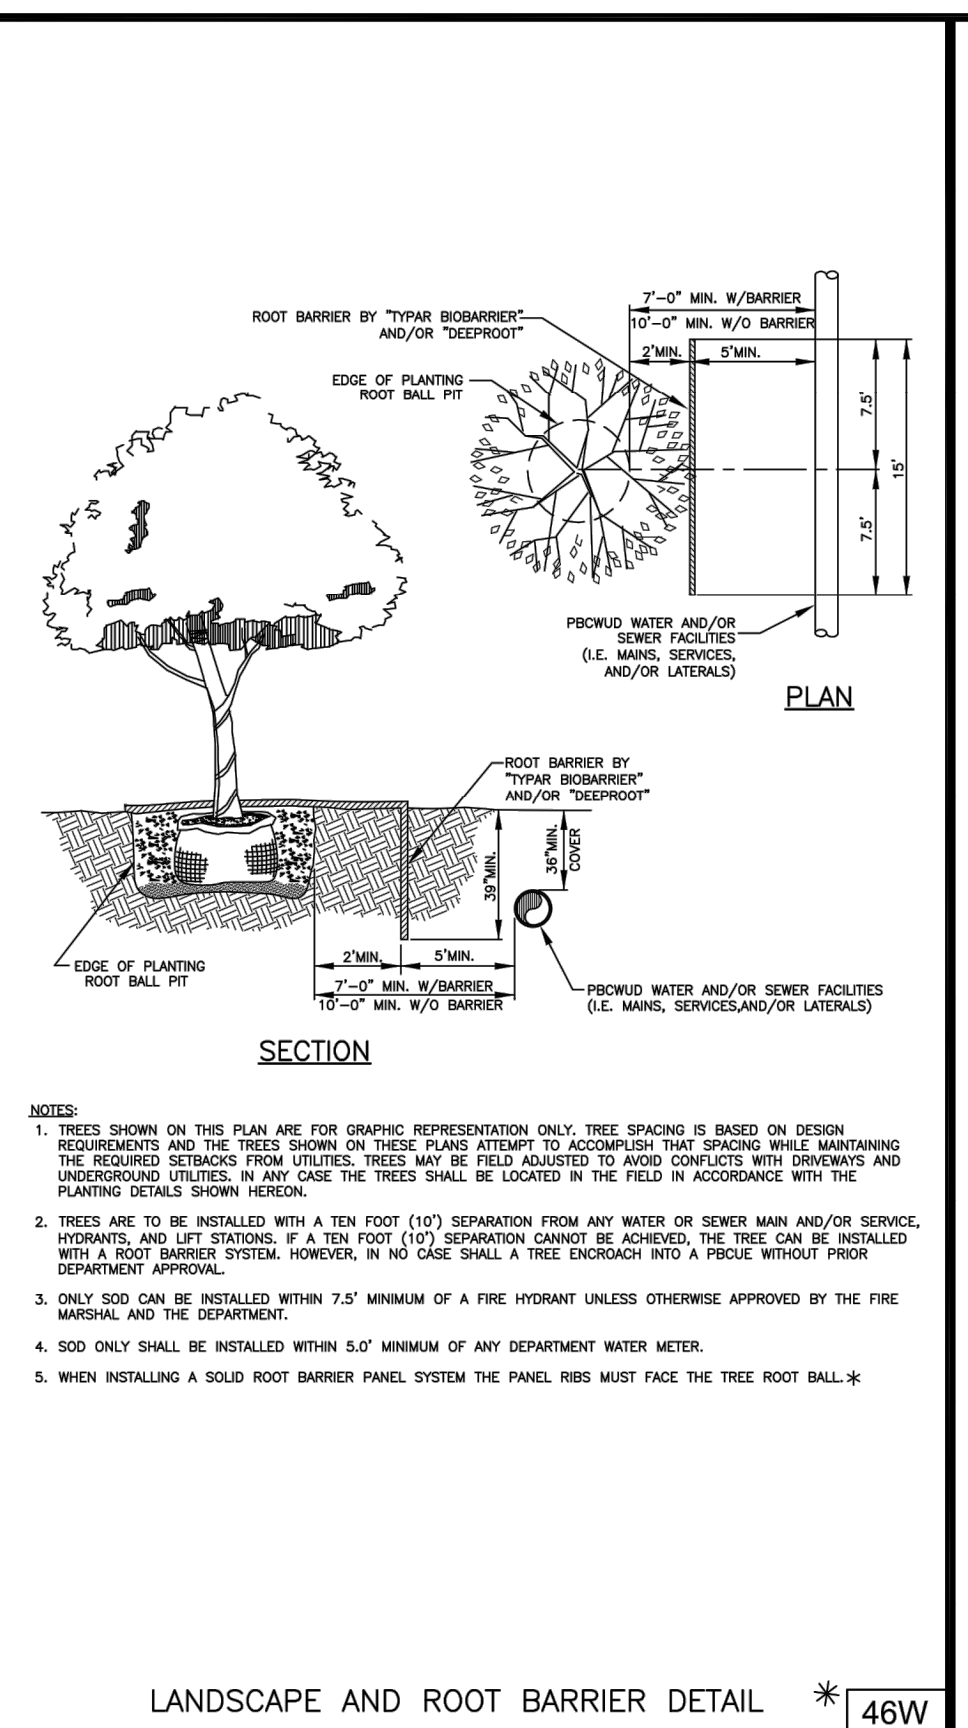 7'-0" MIN. W/BARRIER
10'-0" MIN. W/O BARRIER
2'MIN.
5'MIN.
ROOT BARRIER BY "TYPAR BIOBARRIER"
AND/OR "DEEPROOT"
EDGE OF PLANTING
ROOT BALL PIT
7.5'
15'
7.5'
PBCWUD WATER AND/OR
SEWER FACILITIES
(I.E. MAINS, SERVICES,
AND/OR LATERALS)
PLAN
ROOT BARRIER BY
"TYPAR BIOBARRIER"
AND/OR "DEEPROOT"
39"MIN.
36"MIN.
COVER
2'MIN.
5'MIN.
7'-0" MIN. W/BARRIER
10'-0" MIN. W/O BARRIER
EDGE OF PLANTING
ROOT BALL PIT
PBCWUD WATER AND/OR SEWER FACILITIES
(I.E. MAINS, SERVICES,AND/OR LATERALS)
SECTION
NOTES:
1. TREES SHOWN ON THIS PLAN ARE FOR GRAPHIC REPRESENTATION ONLY. TREE SPACING IS BASED ON DESIGN
REQUIREMENTS AND THE TREES SHOWN ON THESE PLANS ATTEMPT TO ACCOMPLISH THAT SPACING WHILE MAINTAINING
THE REQUIRED SETBACKS FROM UTILITIES. TREES MAY BE FIELD ADJUSTED TO AVOID CONFLICTS WITH DRIVEWAYS AND
UNDERGROUND UTILITIES. IN ANY CASE THE TREES SHALL BE LOCATED IN THE FIELD IN ACCORDANCE WITH THE
PLANTING DETAILS SHOWN HEREON.
2. TREES ARE TO BE INSTALLED WITH A TEN FOOT (10') SEPARATION FROM ANY WATER OR SEWER MAIN AND/OR SERVICE,
HYDRANTS, AND LIFT STATIONS. IF A TEN FOOT (10') SEPARATION CANNOT BE ACHIEVED, THE TREE CAN BE INSTALLED
WITH A ROOT BARRIER SYSTEM. HOWEVER, IN NO CASE SHALL A TREE ENCROACH INTO A PBCUE WITHOUT PRIOR
DEPARTMENT APPROVAL.
3. ONLY SOD CAN BE INSTALLED WITHIN 7.5' MINIMUM OF A FIRE HYDRANT UNLESS OTHERWISE APPROVED BY THE FIRE
MARSHAL AND THE DEPARTMENT.
4. SOD ONLY SHALL BE INSTALLED WITHIN 5.0' MINIMUM OF ANY DEPARTMENT WATER METER.
5. WHEN INSTALLING A SOLID ROOT BARRIER PANEL SYSTEM THE PANEL RIBS MUST FACE THE TREE ROOT BALL.*
LANDSCAPE AND ROOT BARRIER DETAIL *
46W